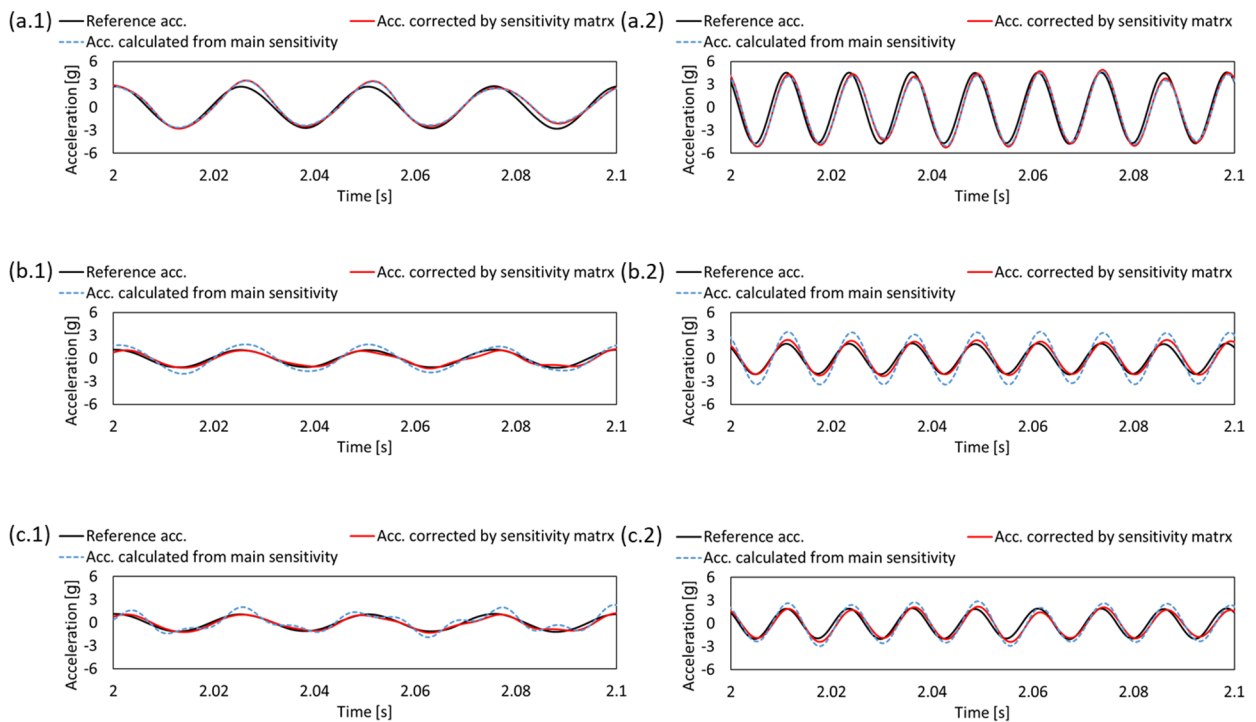 (a.1) Reference acc. Acc. corrected by sensitivity matrx
Acc. calculated from main sensitivity
Acceleration [g]
6
3
0
-3
-6
2 2.02 2.04 2.06 2.08 2.1
Time [s]
(a.2) Reference acc. Acc. corrected by sensitivity matrx
Acc. calculated from main sensitivity
Acceleration [g]
6
3
0
-3
-6
2 2.02 2.04 2.06 2.08 2.1
Time [s]
(b.1) Reference acc. Acc. corrected by sensitivity matrx
Acc. calculated from main sensitivity
Acceleration [g]
6
3
0
-3
-6
2 2.02 2.04 2.06 2.08 2.1
Time [s]
(b.2) Reference acc. Acc. corrected by sensitivity matrx
Acc. calculated from main sensitivity
Acceleration [g]
6
3
0
-3
-6
2 2.02 2.04 2.06 2.08 2.1
Time [s]
(c.1) Reference acc. Acc. corrected by sensitivity matrx
Acc. calculated from main sensitivity
Acceleration [g]
6
3
0
-3
-6
2 2.02 2.04 2.06 2.08 2.1
Time [s]
(c.2) Reference acc. Acc. corrected by sensitivity matrx
Acc. calculated from main sensitivity
Acceleration [g]
6
3
0
-3
-6
2 2.02 2.04 2.06 2.08 2.1
Time [s]